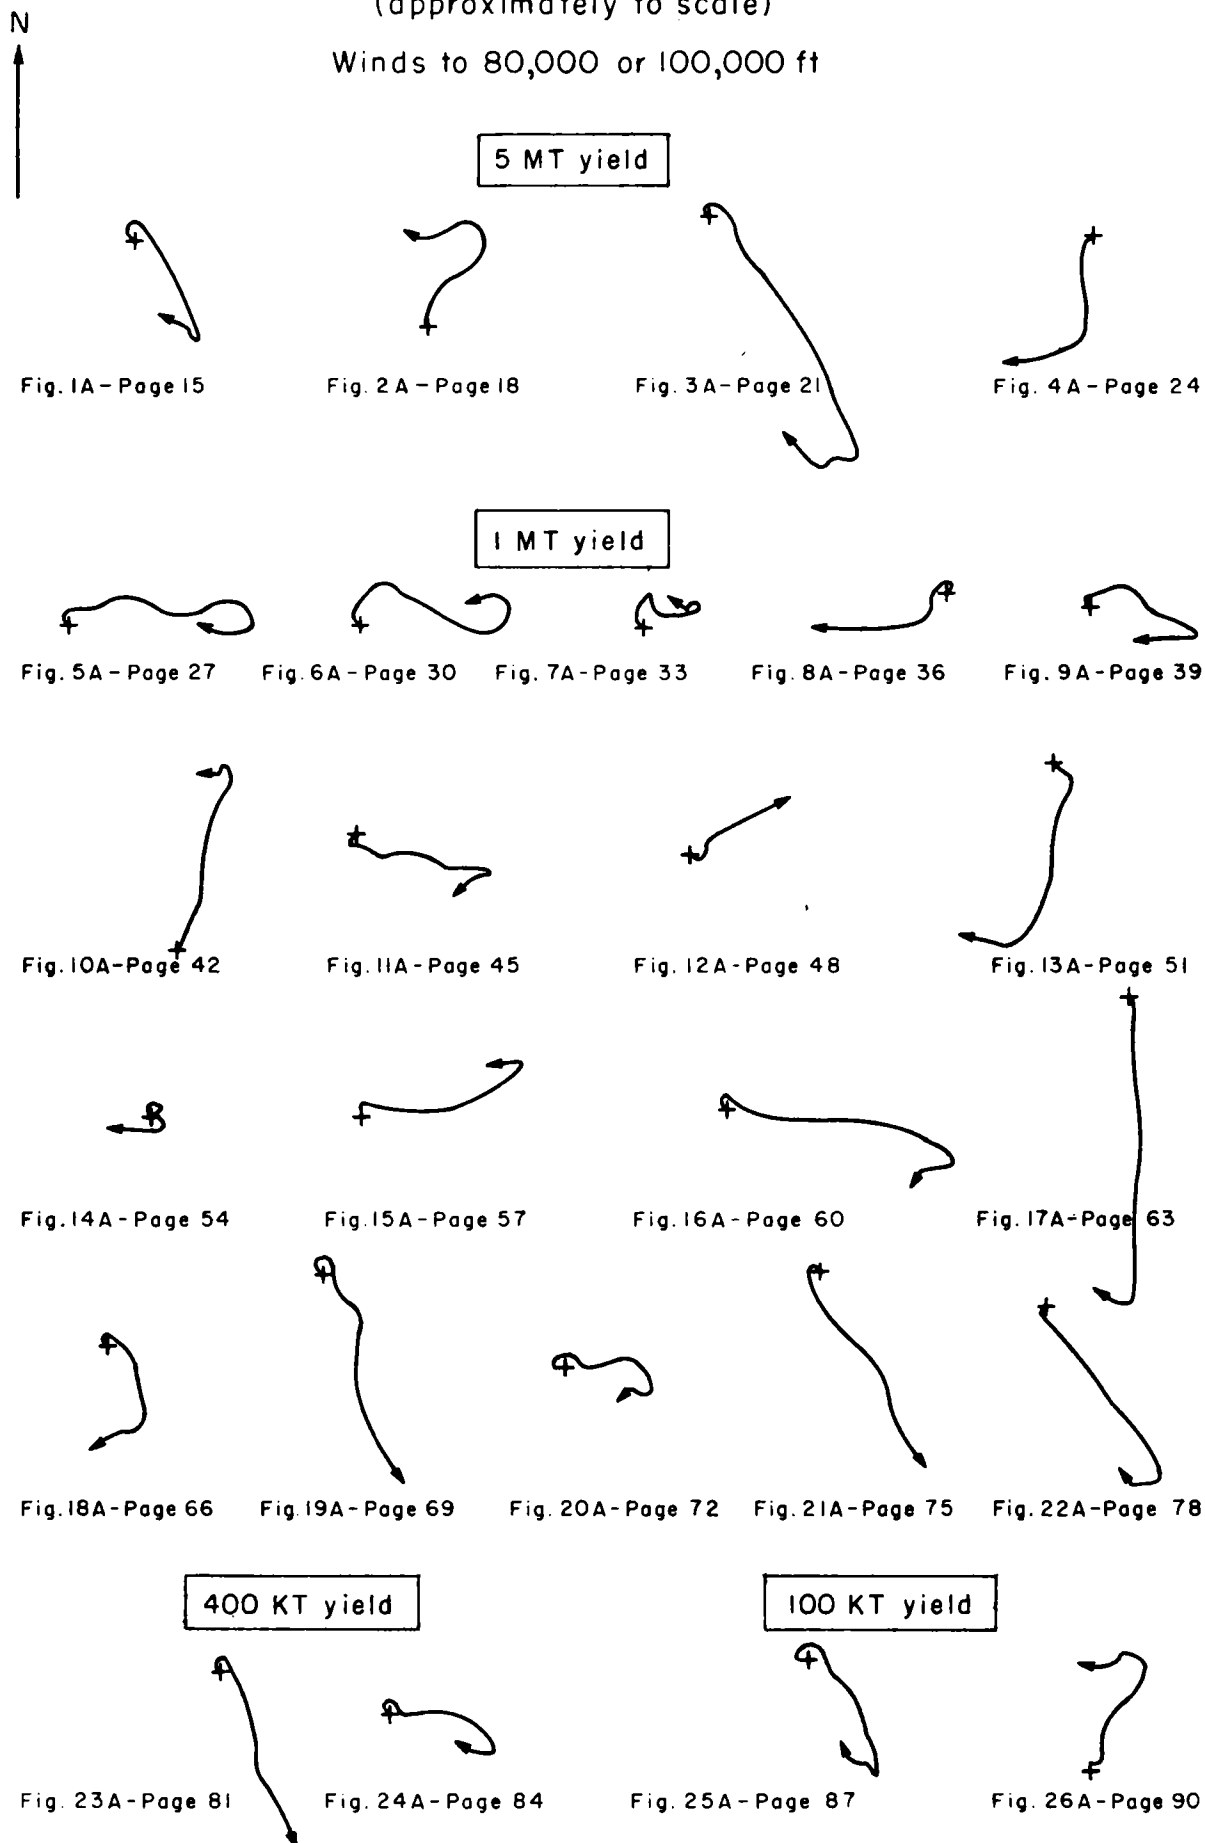 (approximately to scale)
N
Winds to 80,000 or 100,000 ft
5 MT yield
Fig. 1A-Page 15
Fig. 2A-Page 18
Fig. 3A-Page 21
Fig. 4A-Page 24
1 MT yield
Fig. 5A-Page 27
Fig. 6A-Page 30
Fig. 7A-Page 33
Fig. 8A-Page 36
Fig. 9A-Page 39
Fig. 10A-Page 42
Fig. 11A-Page 45
Fig. 12A-Page 48
Fig. 13A-Page 51
Fig. 14A-Page 54
Fig. 15A-Page 57
Fig. 16A-Page 60
Fig. 17A-Page 63
Fig. 18A-Page 66
Fig. 19A-Page 69
Fig. 20A-Page 72
Fig. 21A-Page 75
Fig. 22A-Page 78
400 KT yield
100 KT yield
Fig. 23A-Page 81
Fig. 24A-Page 84
Fig. 25A-Page 87
Fig. 26A-Page 90